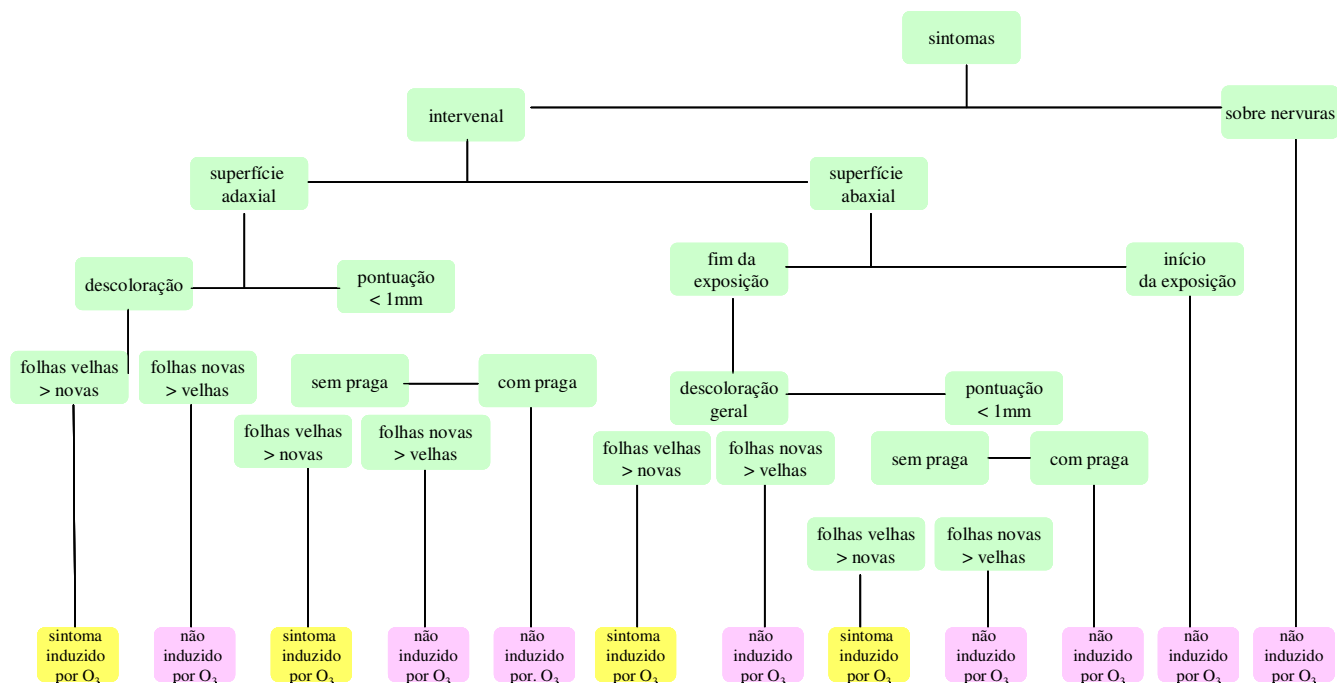 sintomas
intervenal
sobre nervuras
superfície
adaxial
superfície
abaxial
fim da
exposição
início
da exposição
descoloração
pontuação
< 1mm
folhas velhas
> novas
folhas novas
> velhas
sem praga
com praga
descoloração
geral
pontuação
< 1mm
folhas velhas
> novas
folhas novas
> velhas
folhas velhas
> novas
folhas novas
> velhas
sem praga
com praga
folhas velhas
> novas
folhas novas
> velhas
sintoma
induzido
por O₃
não
induzido
por O₃
sintoma
induzido
por O₃
não
induzido
por O₃
não
induzido
por. O₃
sintoma
induzido
por O₃
não
induzido
por O₃
sintoma
induzido
por O₃
não
induzido
por O₃
não
induzido
por O₃
não
induzido
por O₃
não
induzido
por O₃